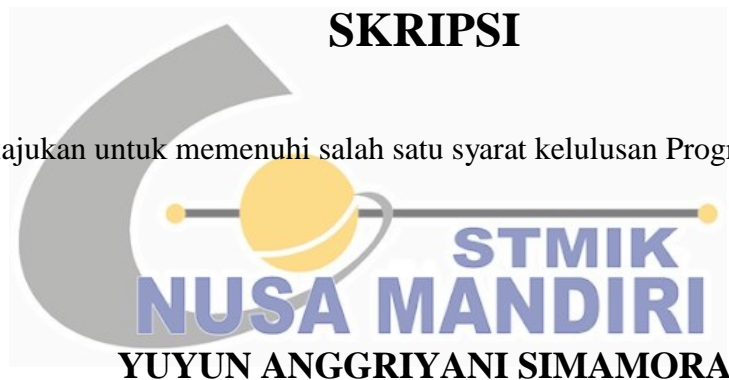 SKRIPSI
ajukan untuk memenuhi salah satu syarat kelulusan Progr
STMIK
NUSA MANDIRI
YUYUN ANGGRIYANI SIMAMORA